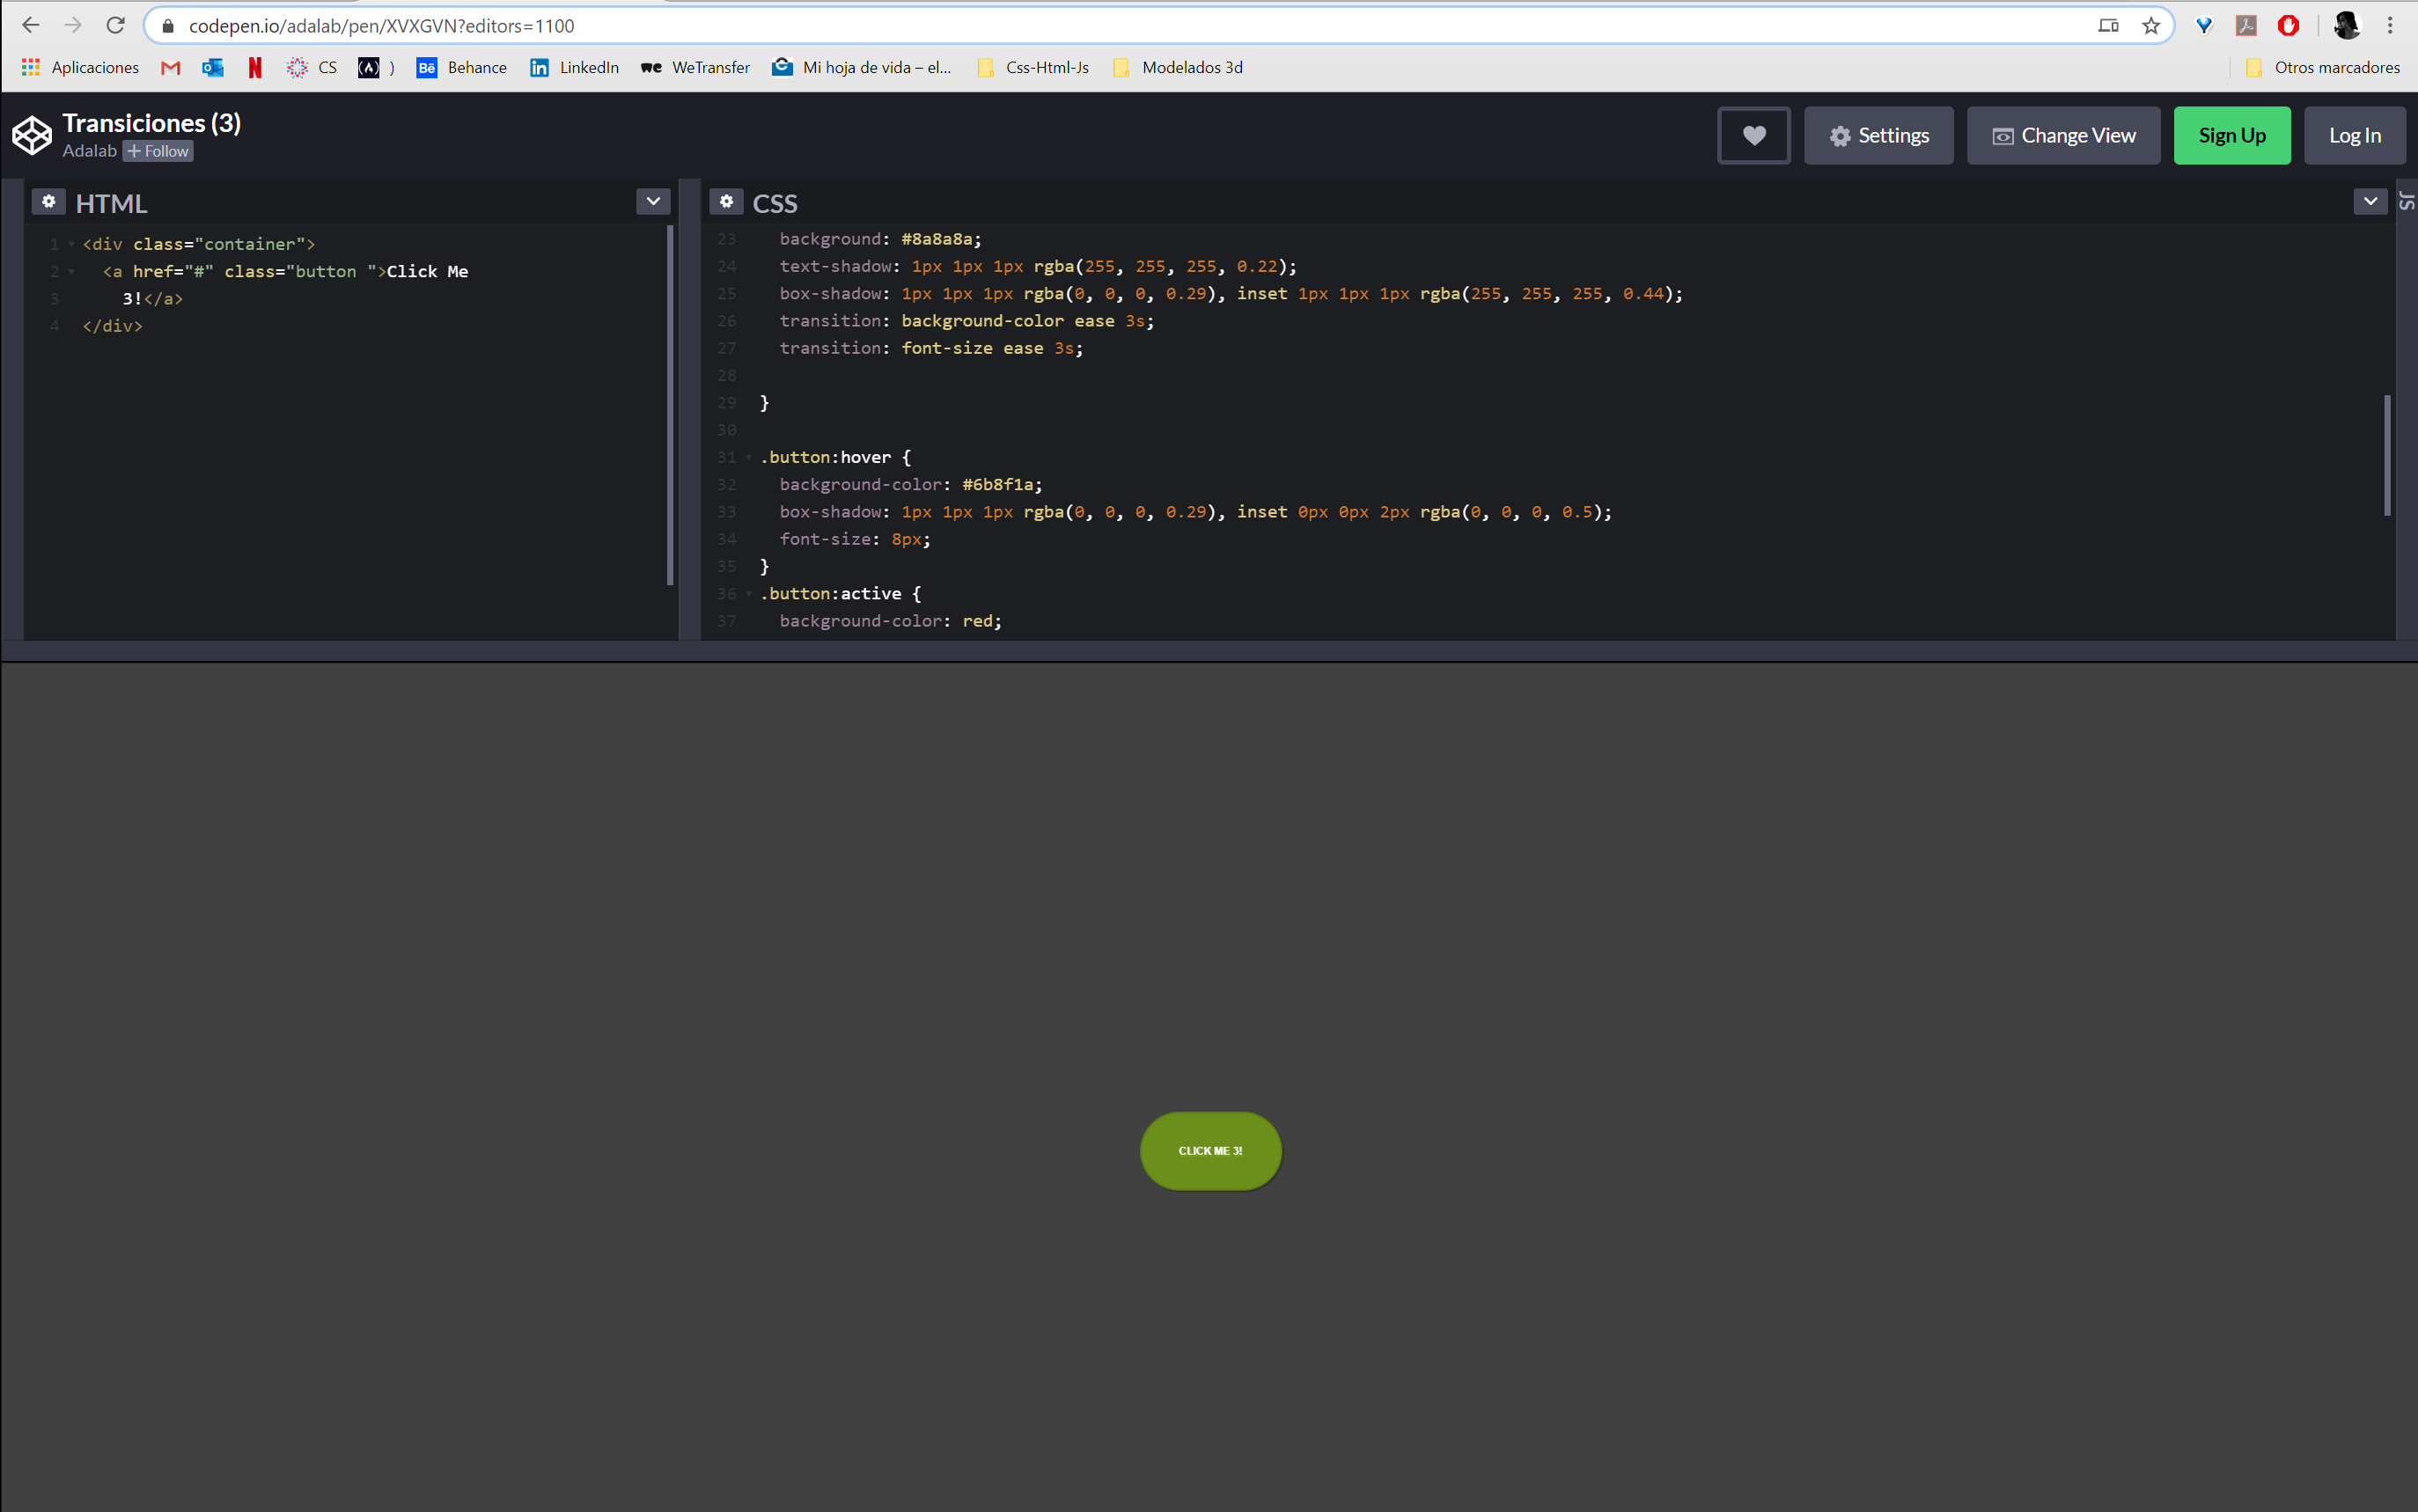 codepen.io/adalab/pen/XVXGVN?editors=1100
Aplicaciones
CS
)
Bē Behance
in LinkedIn
we WeTransfer
Mi hoja de vida – el...
Css-Html-Js
Modelados 3d
Otros marcadores
Transiciones (3)
Adalab + Follow
Settings
Change View
Sign Up
Log In
HTML
1 <div class="container">
2 <a href="#" class="button ">Click Me
3 3!</a>
4 </div>
CSS
JS
23 background: #8a8a8a;
24 text-shadow: 1px 1px 1px rgba(255, 255, 255, 0.22);
25 box-shadow: 1px 1px 1px rgba(0, 0, 0, 0.29), inset 1px 1px 1px rgba(255, 255, 255, 0.44);
26 transition: background-color ease 3s;
27 transition: font-size ease 3s;
28
29 }
30
31 .button:hover {
32 background-color: #6b8f1a;
33 box-shadow: 1px 1px 1px rgba(0, 0, 0, 0.29), inset 0px 0px 2px rgba(0, 0, 0, 0.5);
34 font-size: 8px;
35 }
36 .button:active {
37 background-color: red;
CLICK ME 3!